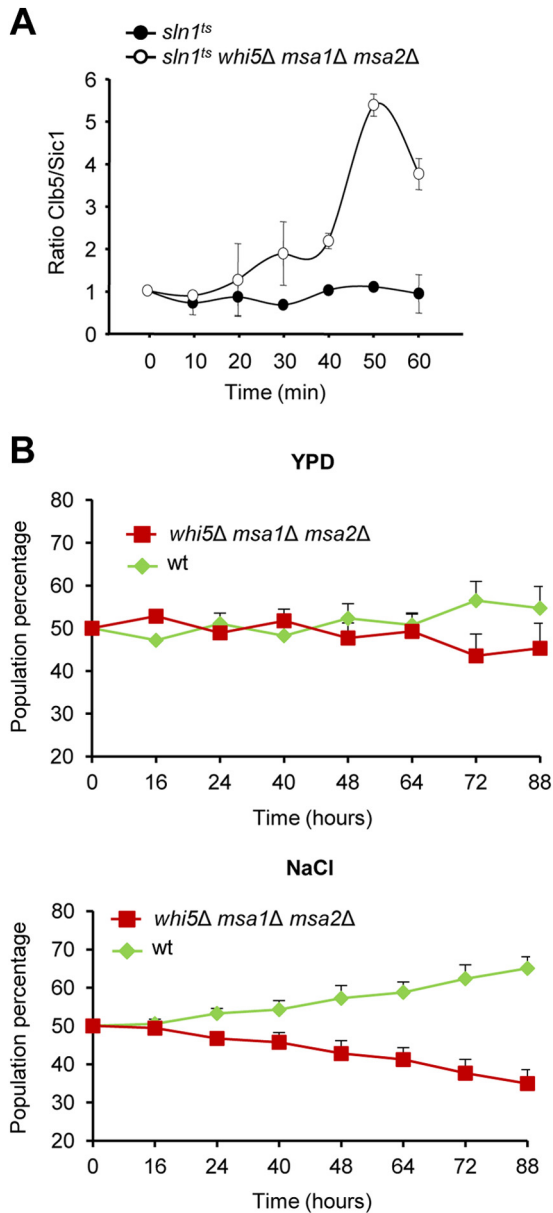 A
sln1ts
sln1ts whi5Δ msa1Δ msa2Δ
Ratio Clb5/Sic1
6
5
4
3
2
1
0
0 10 20 30 40 50 60
Time (min)
B
YPD
Population percentage
80
70
60
50
40
30
20
whi5Δ msa1Δ msa2Δ
wt
0 16 24 40 48 64 72 88
Time (hours)
NaCl
Population percentage
80
70
60
50
40
30
20
whi5Δ msa1Δ msa2Δ
wt
0 16 24 40 48 64 72 88
Time (hours)